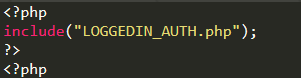 <?php
include("LOGGEDIN_AUTH.php");
?>
<?php